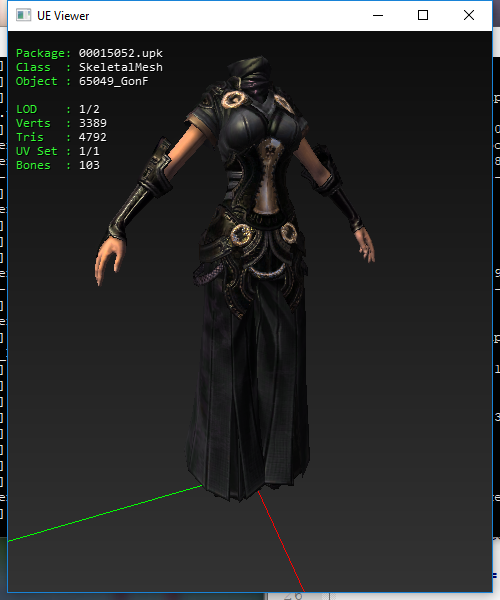 UE Viewer
Package: 00015052.upk
Class  : SkeletalMesh
Object : 65049_GonF
LOD    : 1/2
Verts  : 3389
Tris   : 4792
UV Set : 1/1
Bones  : 103